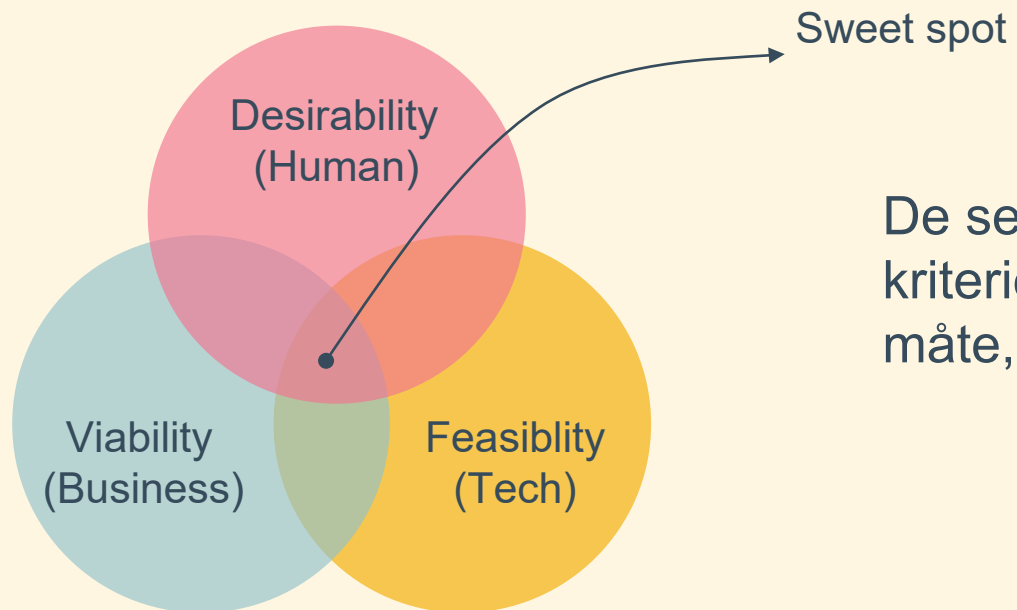 Sweet spot
Desirability
(Human)
Viability
(Business)
Feasiblity
(Tech)
De se
kriterie
måte,